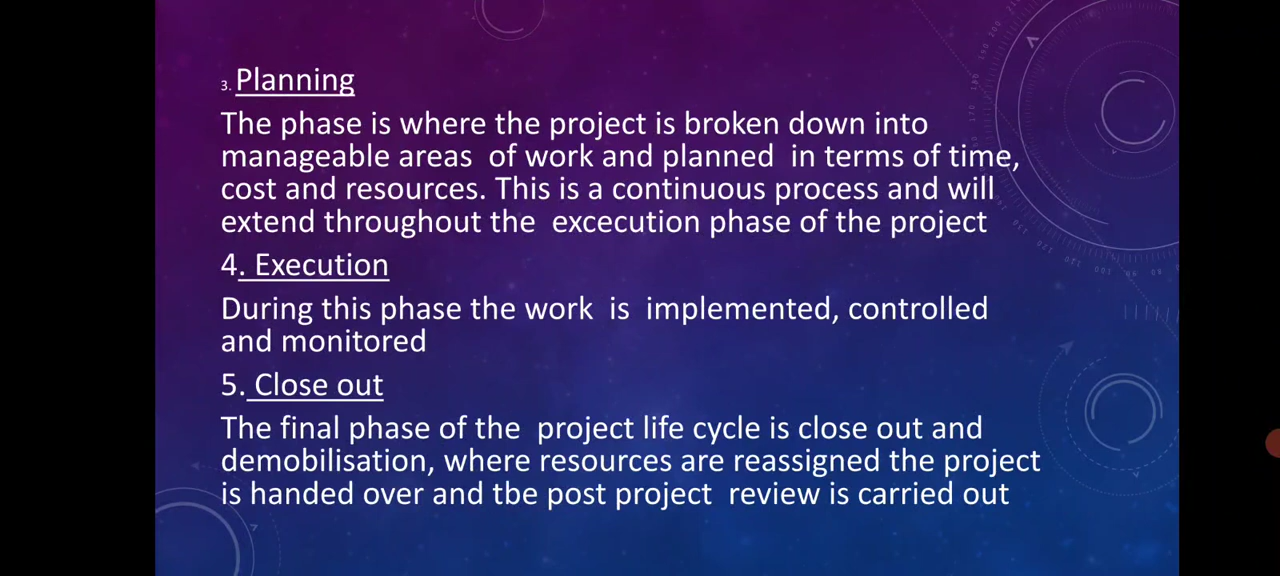 3. Planning
The phase is where the project is broken down into
manageable areas of work and planned in terms of time,
cost and resources. This is a continuous process and will
extend throughout the excecution phase of the project
4. Execution
During this phase the work is implemented, controlled
and monitored
5. Close out
The final phase of the project life cycle is close out and
demobilisation, where resources are reassigned the project
is handed over and tbe post project review is carried out